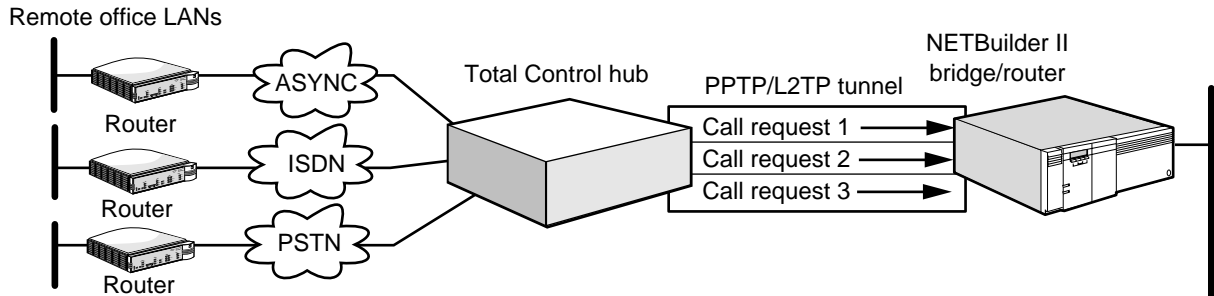 Remote office LANs
Router
ASYNC
Router
ISDN
Router
PSTN
Total Control hub
PPTP/L2TP tunnel
Call request 1
Call request 2
Call request 3
NETBuilder II
bridge/router